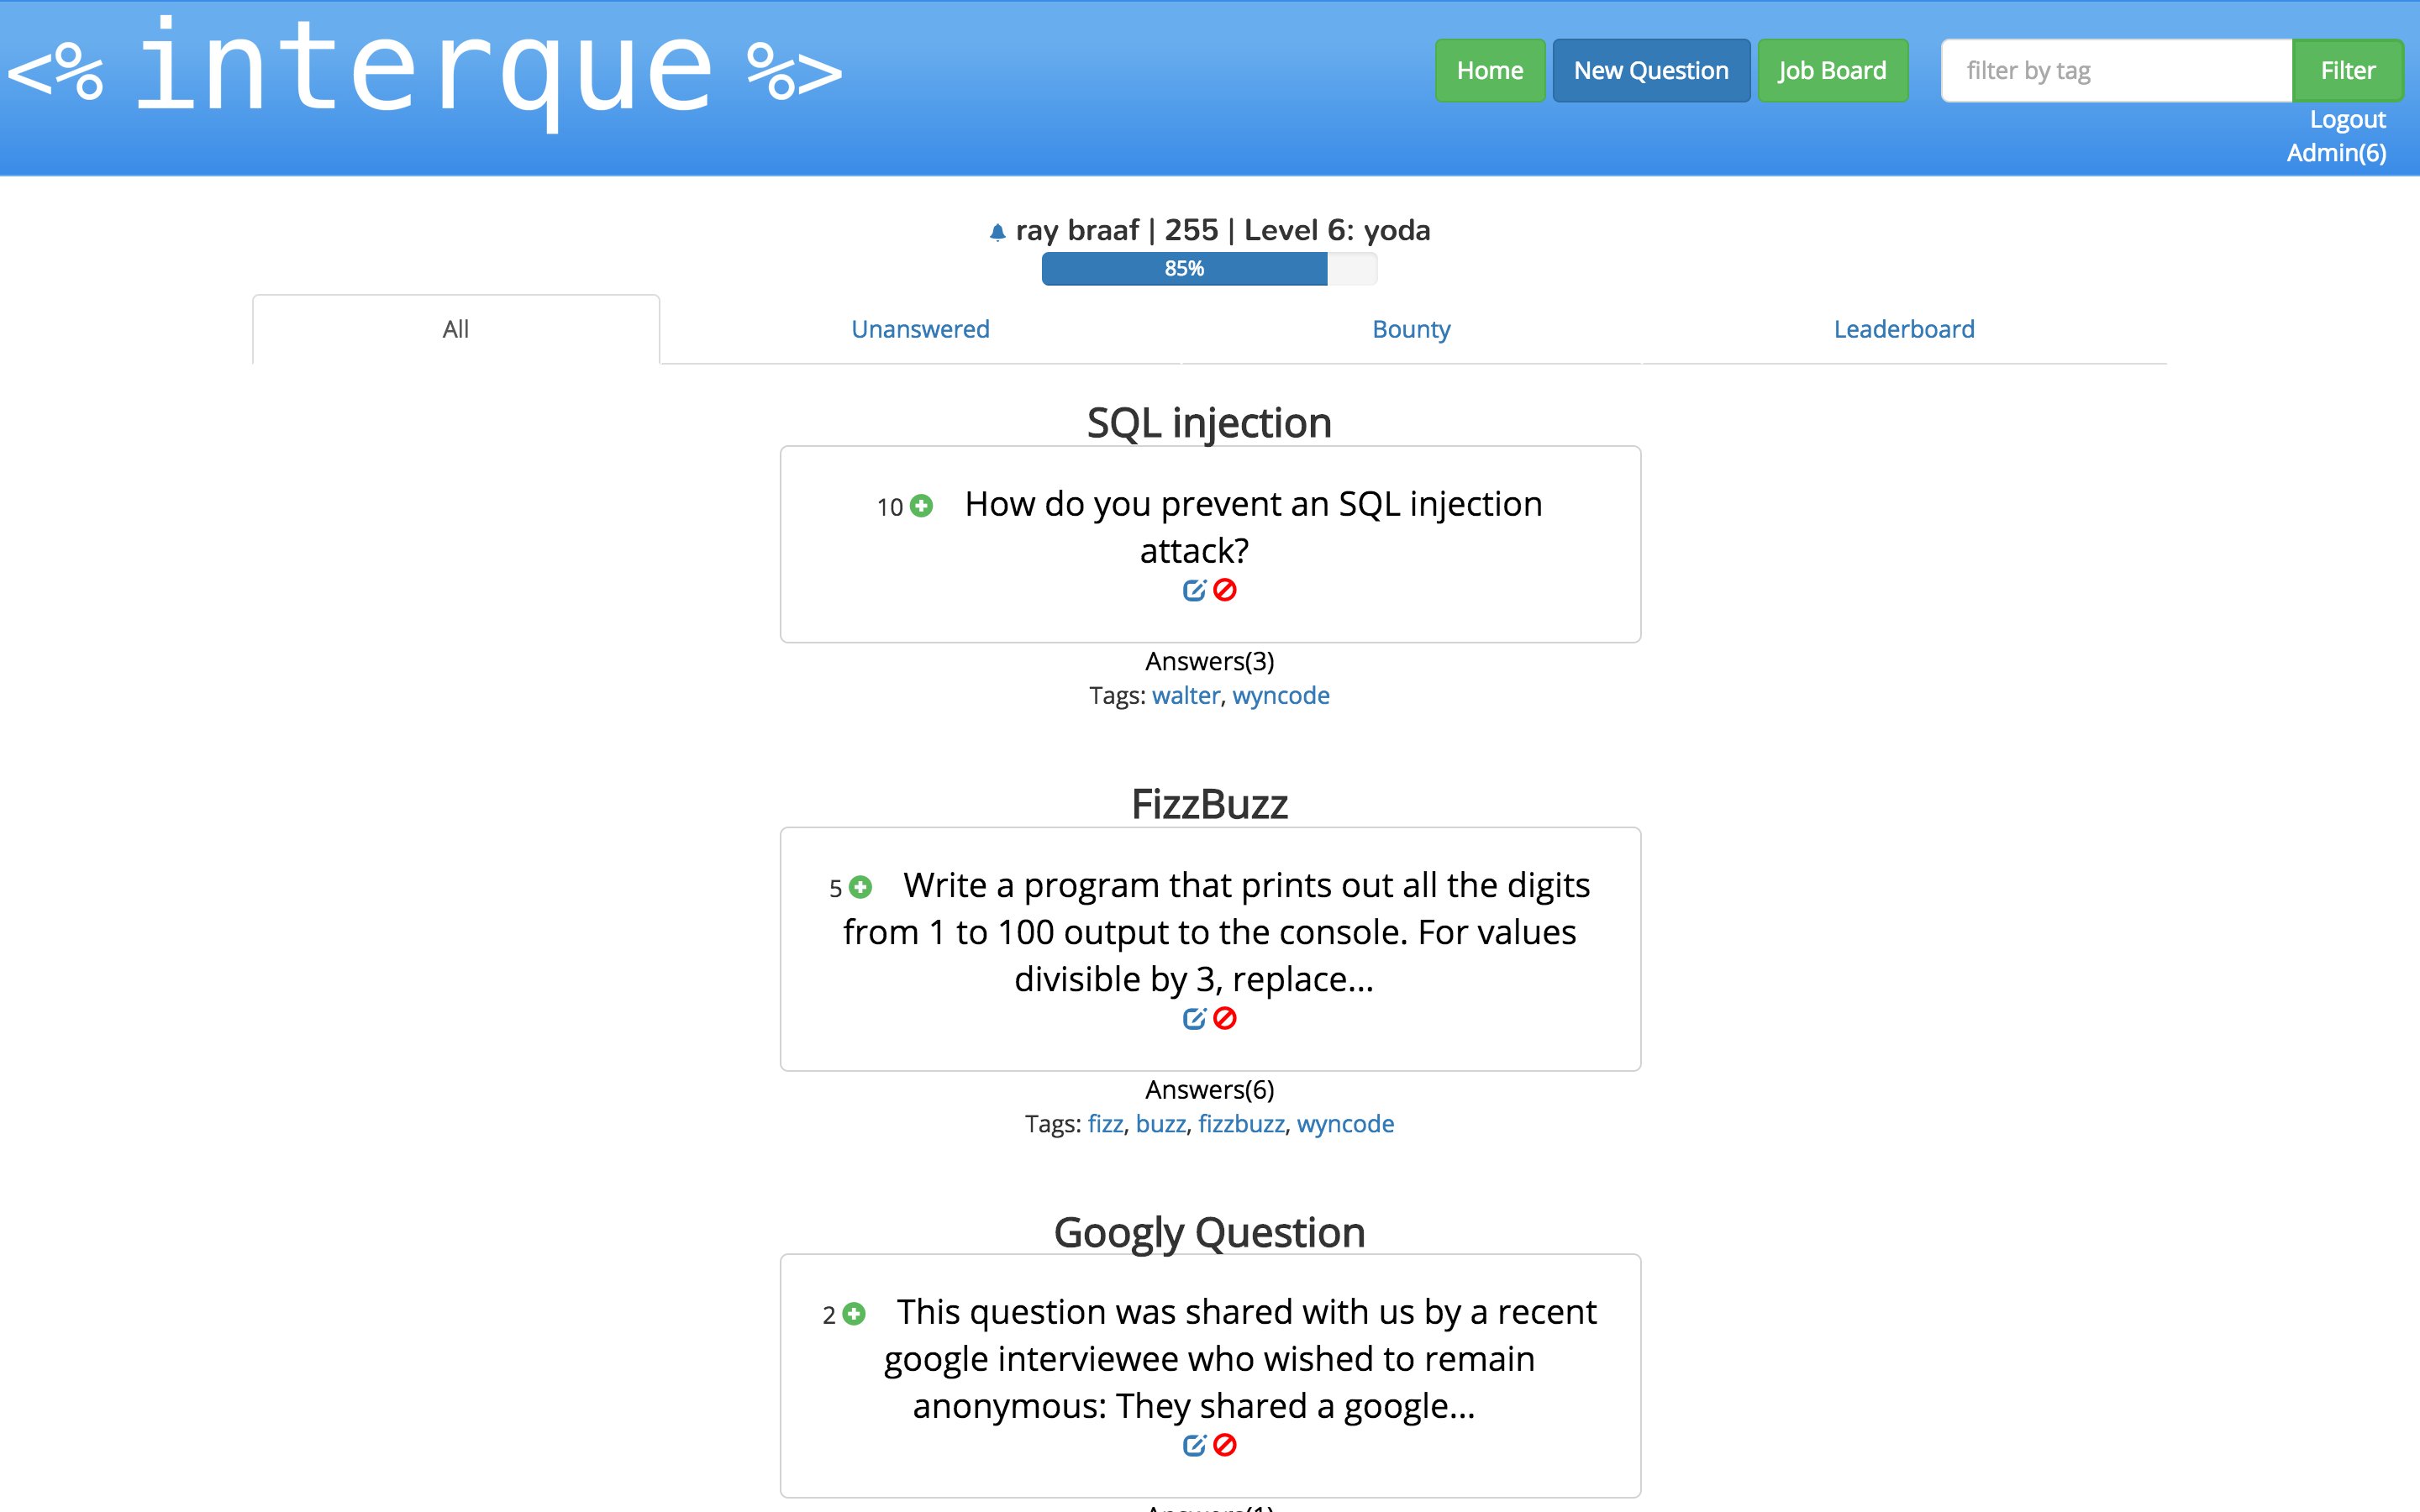 <% interque %>
Home
New Question
Job Board
filter by tag
Filter
Logout
Admin(6)
ray braaf | 255 | Level 6: yoda
85%
All
Unanswered
Bounty
Leaderboard
SQL injection
10 How do you prevent an SQL injection
attack?
Answers(3)
Tags: walter, wyncode
FizzBuzz
5 Write a program that prints out all the digits
from 1 to 100 output to the console. For values
divisible by 3, replace...
Answers(6)
Tags: fizz, buzz, fizzbuzz, wyncode
Googly Question
2 This question was shared with us by a recent
google interviewee who wished to remain
anonymous: They shared a google...
Answers(1)